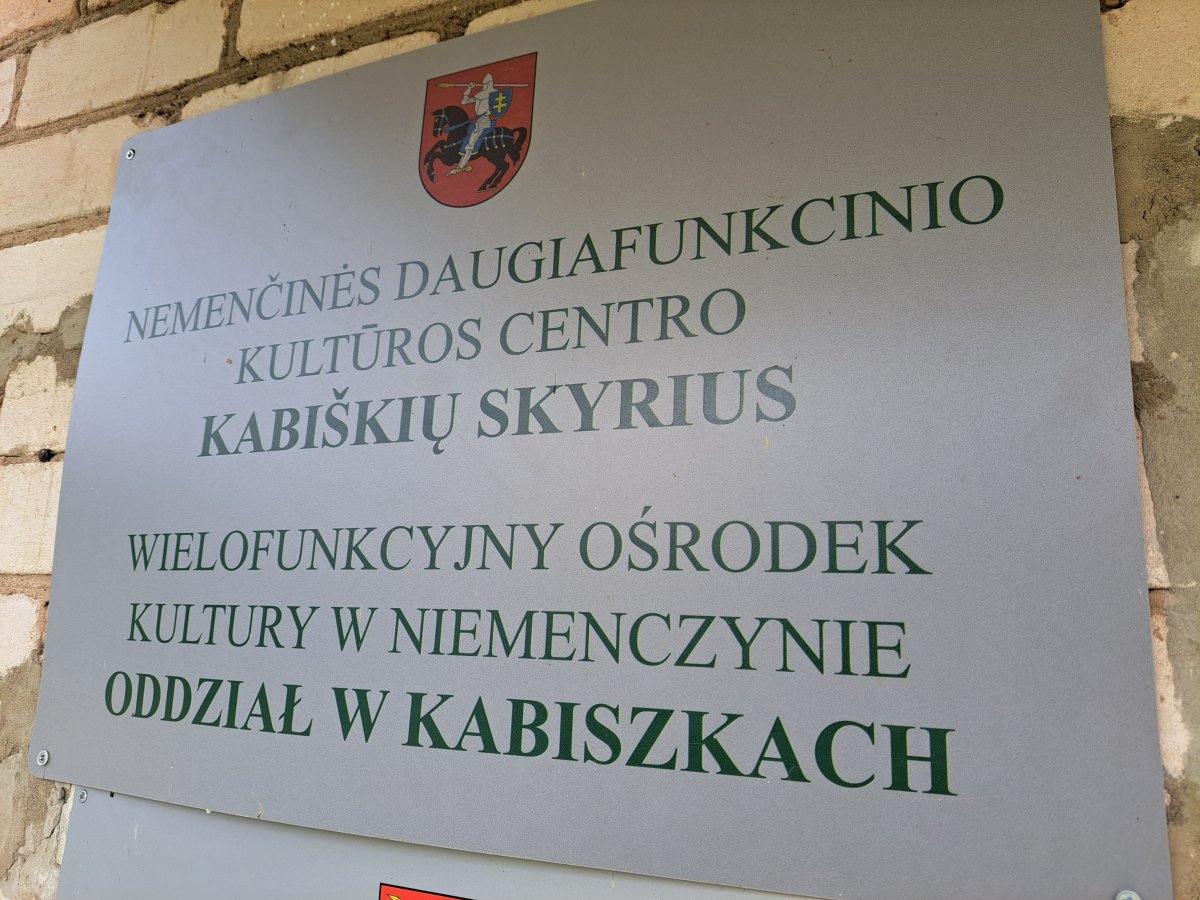 NEMENČINĖS DAUGIAFUNKCINIO
KULTŪROS CENTRO
KABIŠKIŲ SKYRIUS
WIELOFUNKCYJNY OŚRODEK
KULTURY W NIEMENCZYNIE
ODDZIAŁ W KABISZKACH